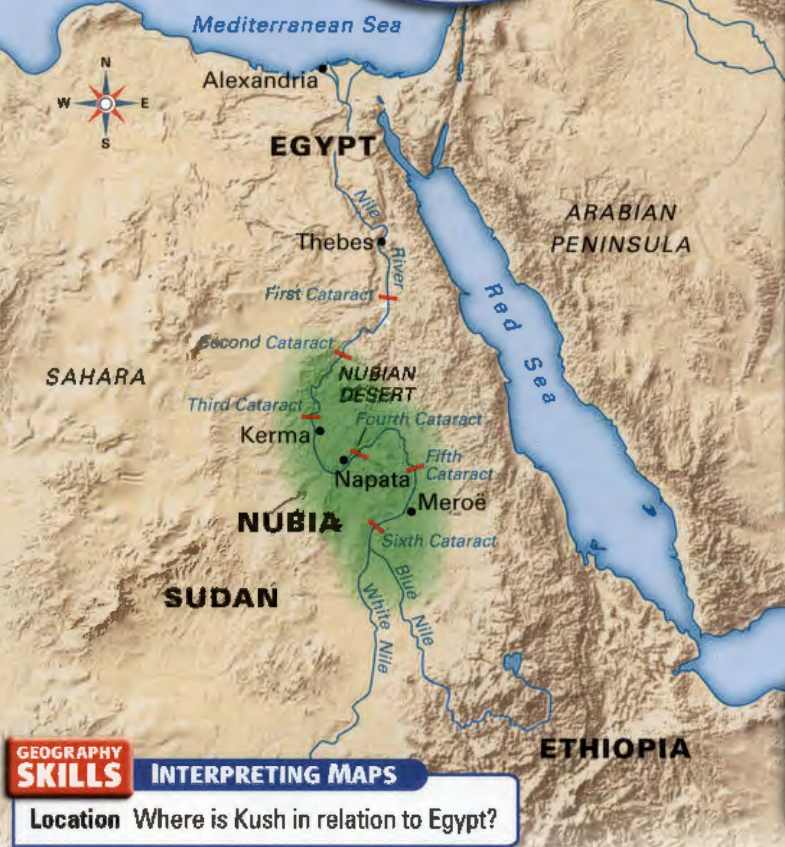 Mediterranean Sea
N
W
E
S
Alexandria
EGYPT
Nile
River
Thebes
ARABIAN
PENINSULA
First Cataract
Red Sea
Second Cataract
SAHARA
NUBIAN
DESERT
Third Cataract
Fourth Cataract
Kerma
Fifth
Cataract
Napata
Meroë
NUBIA
Sixth Cataract
SUDAN
Blue Nile
White Nile
ETHIOPIA
GEOGRAPHY
SKILLS
INTERPRETING MAPS
Location Where is Kush in relation to Egypt?